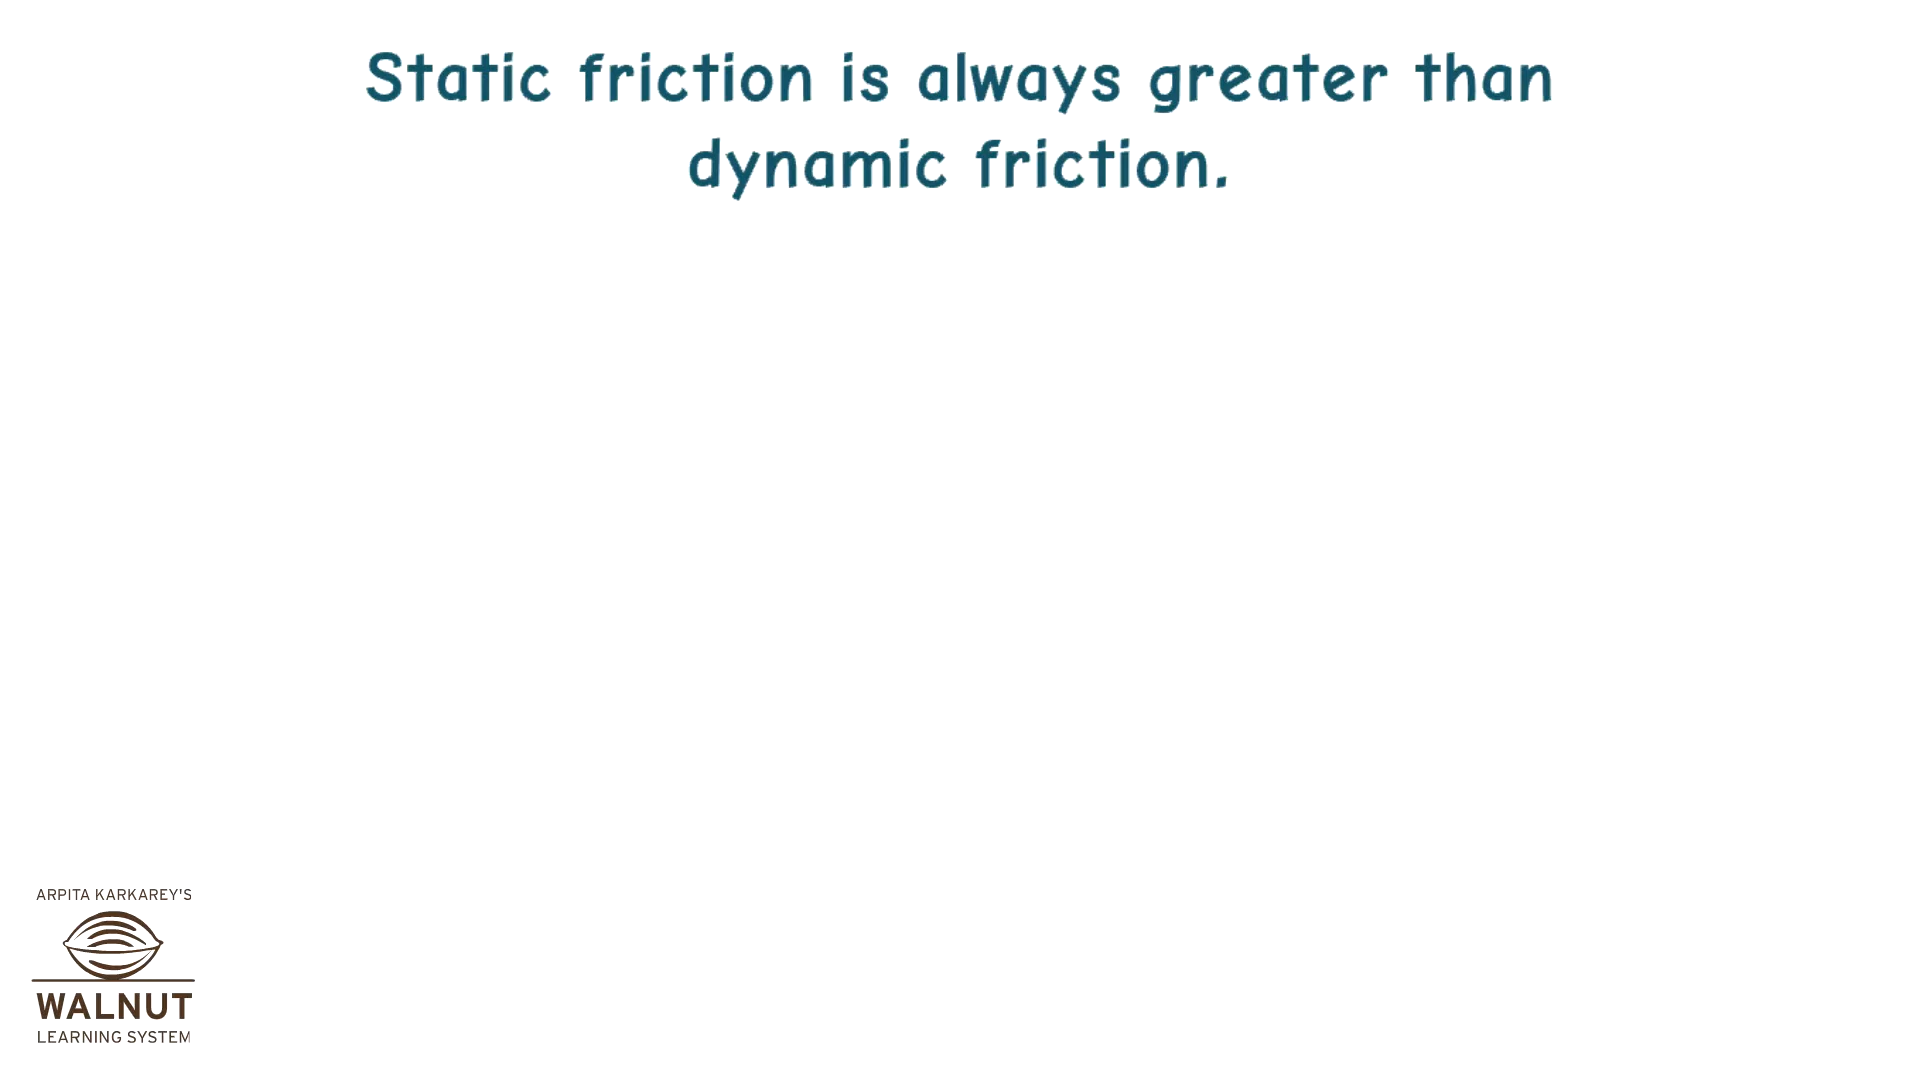 Static friction is always greater than
dynamic friction.
ARPITA KARKAREY'S
WALNUT
LEARNING SYSTEM